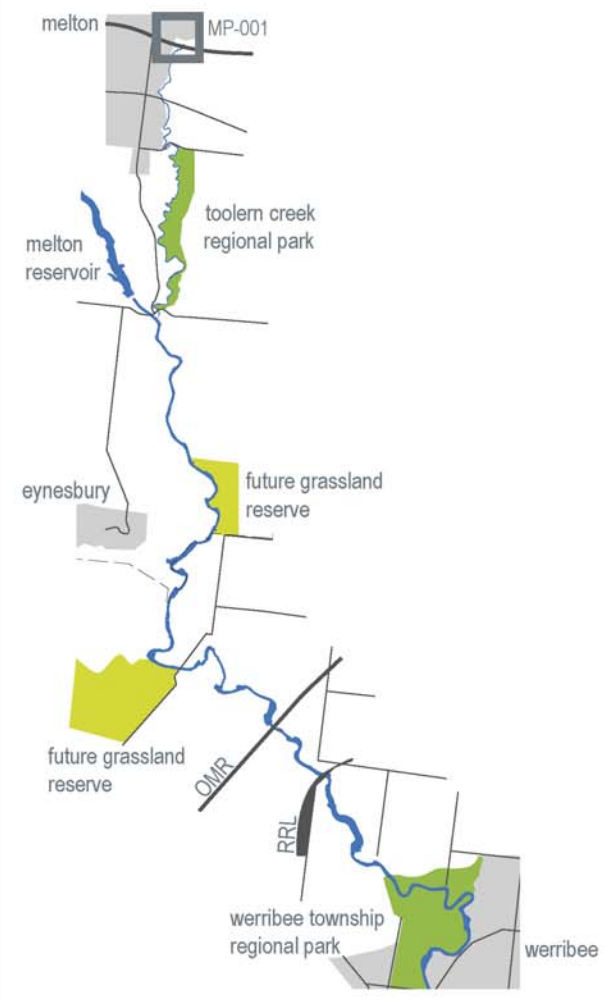 melton
MP-001
toolern creek
regional park
melton
reservoir
eynesbury
future grassland
reserve
future grassland
reserve
OMR
RRL
werribee township
regional park
werribee